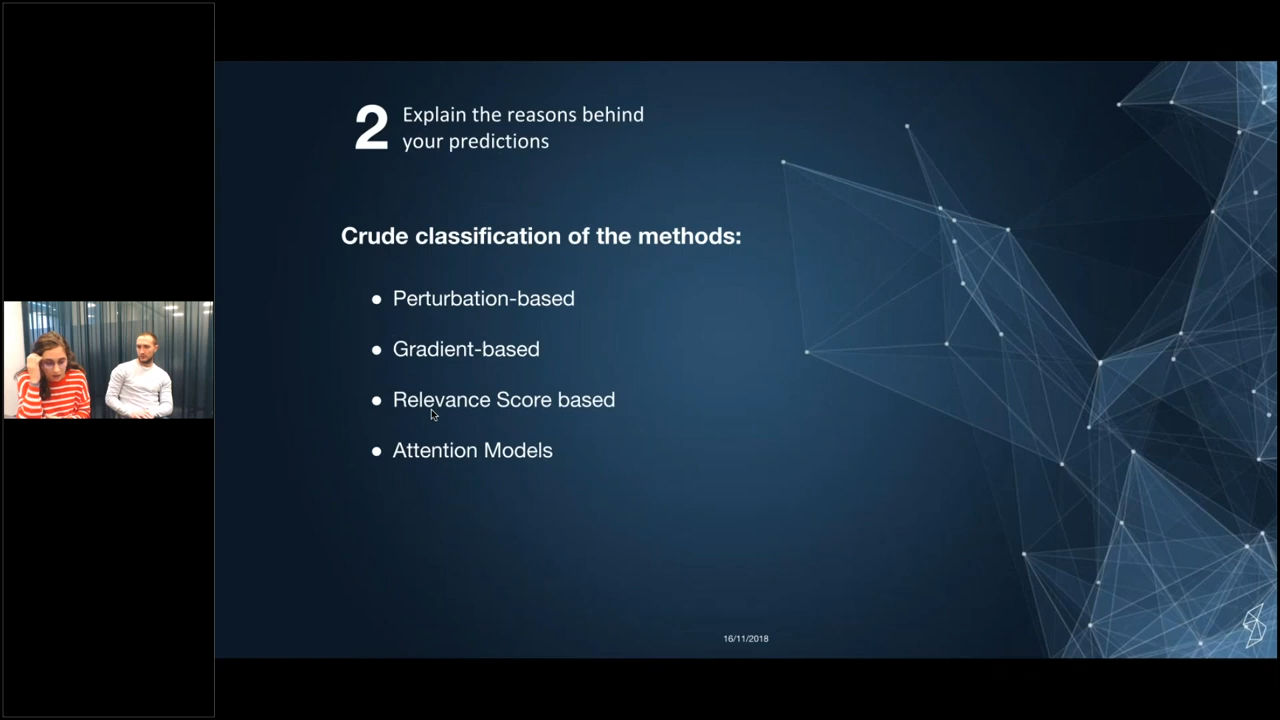 2
Explain the reasons behind
your predictions
Crude classification of the methods:
● Perturbation-based
● Gradient-based
● Relevance Score based
● Attention Models
16/11/2018